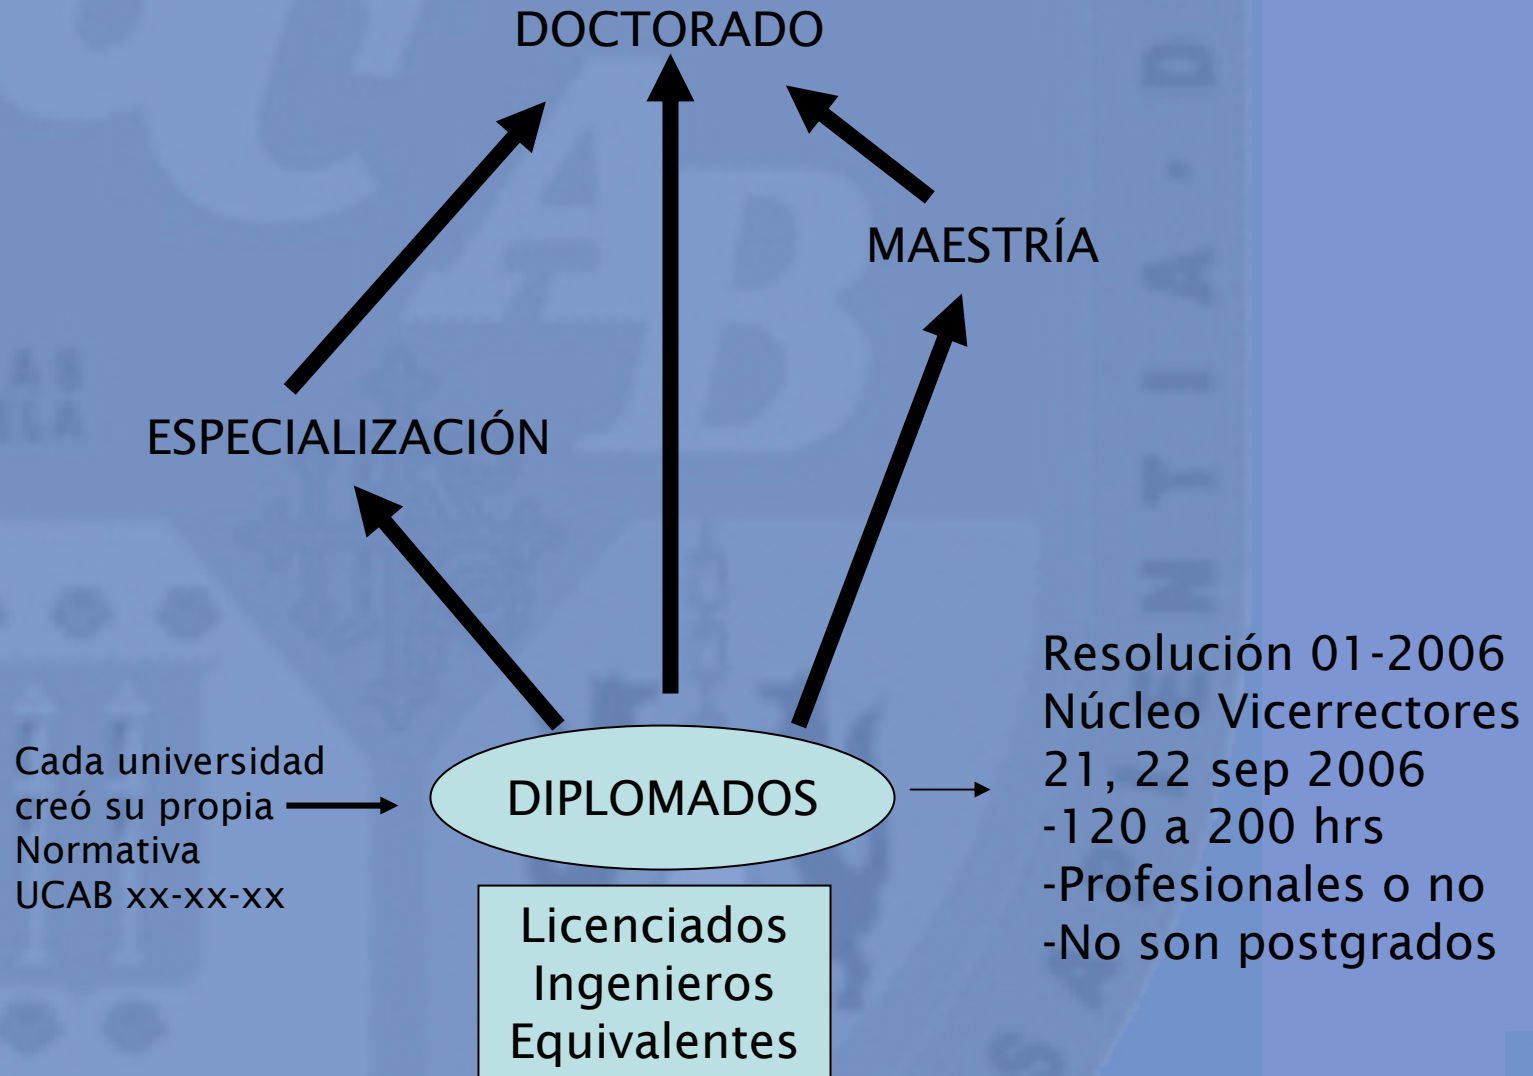 DOCTORADO
MAESTRÍA
ESPECIALIZACIÓN
Cada universidad
creó su propia
Normativa
UCAB xx-xx-xx
DIPLOMADOS
Licenciados
Ingenieros
Equivalentes
Resolución 01-2006
Núcleo Vicerrectores
21, 22 sep 2006
-120 a 200 hrs
-Profesionales o no
-No son postgrados